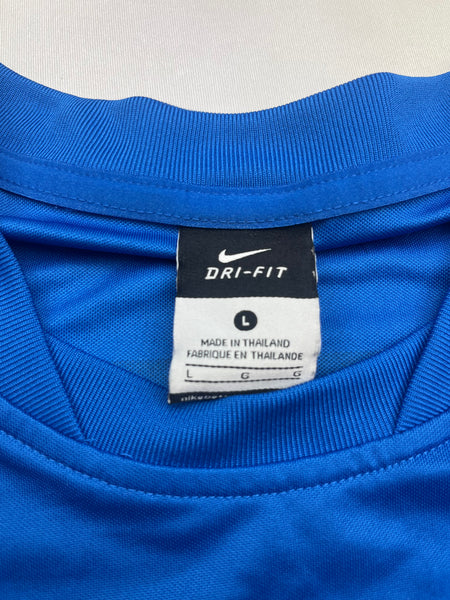 DRI-FIT
L
MADE IN THAILAND
FABRIQUE EN THAILANDE
L G G